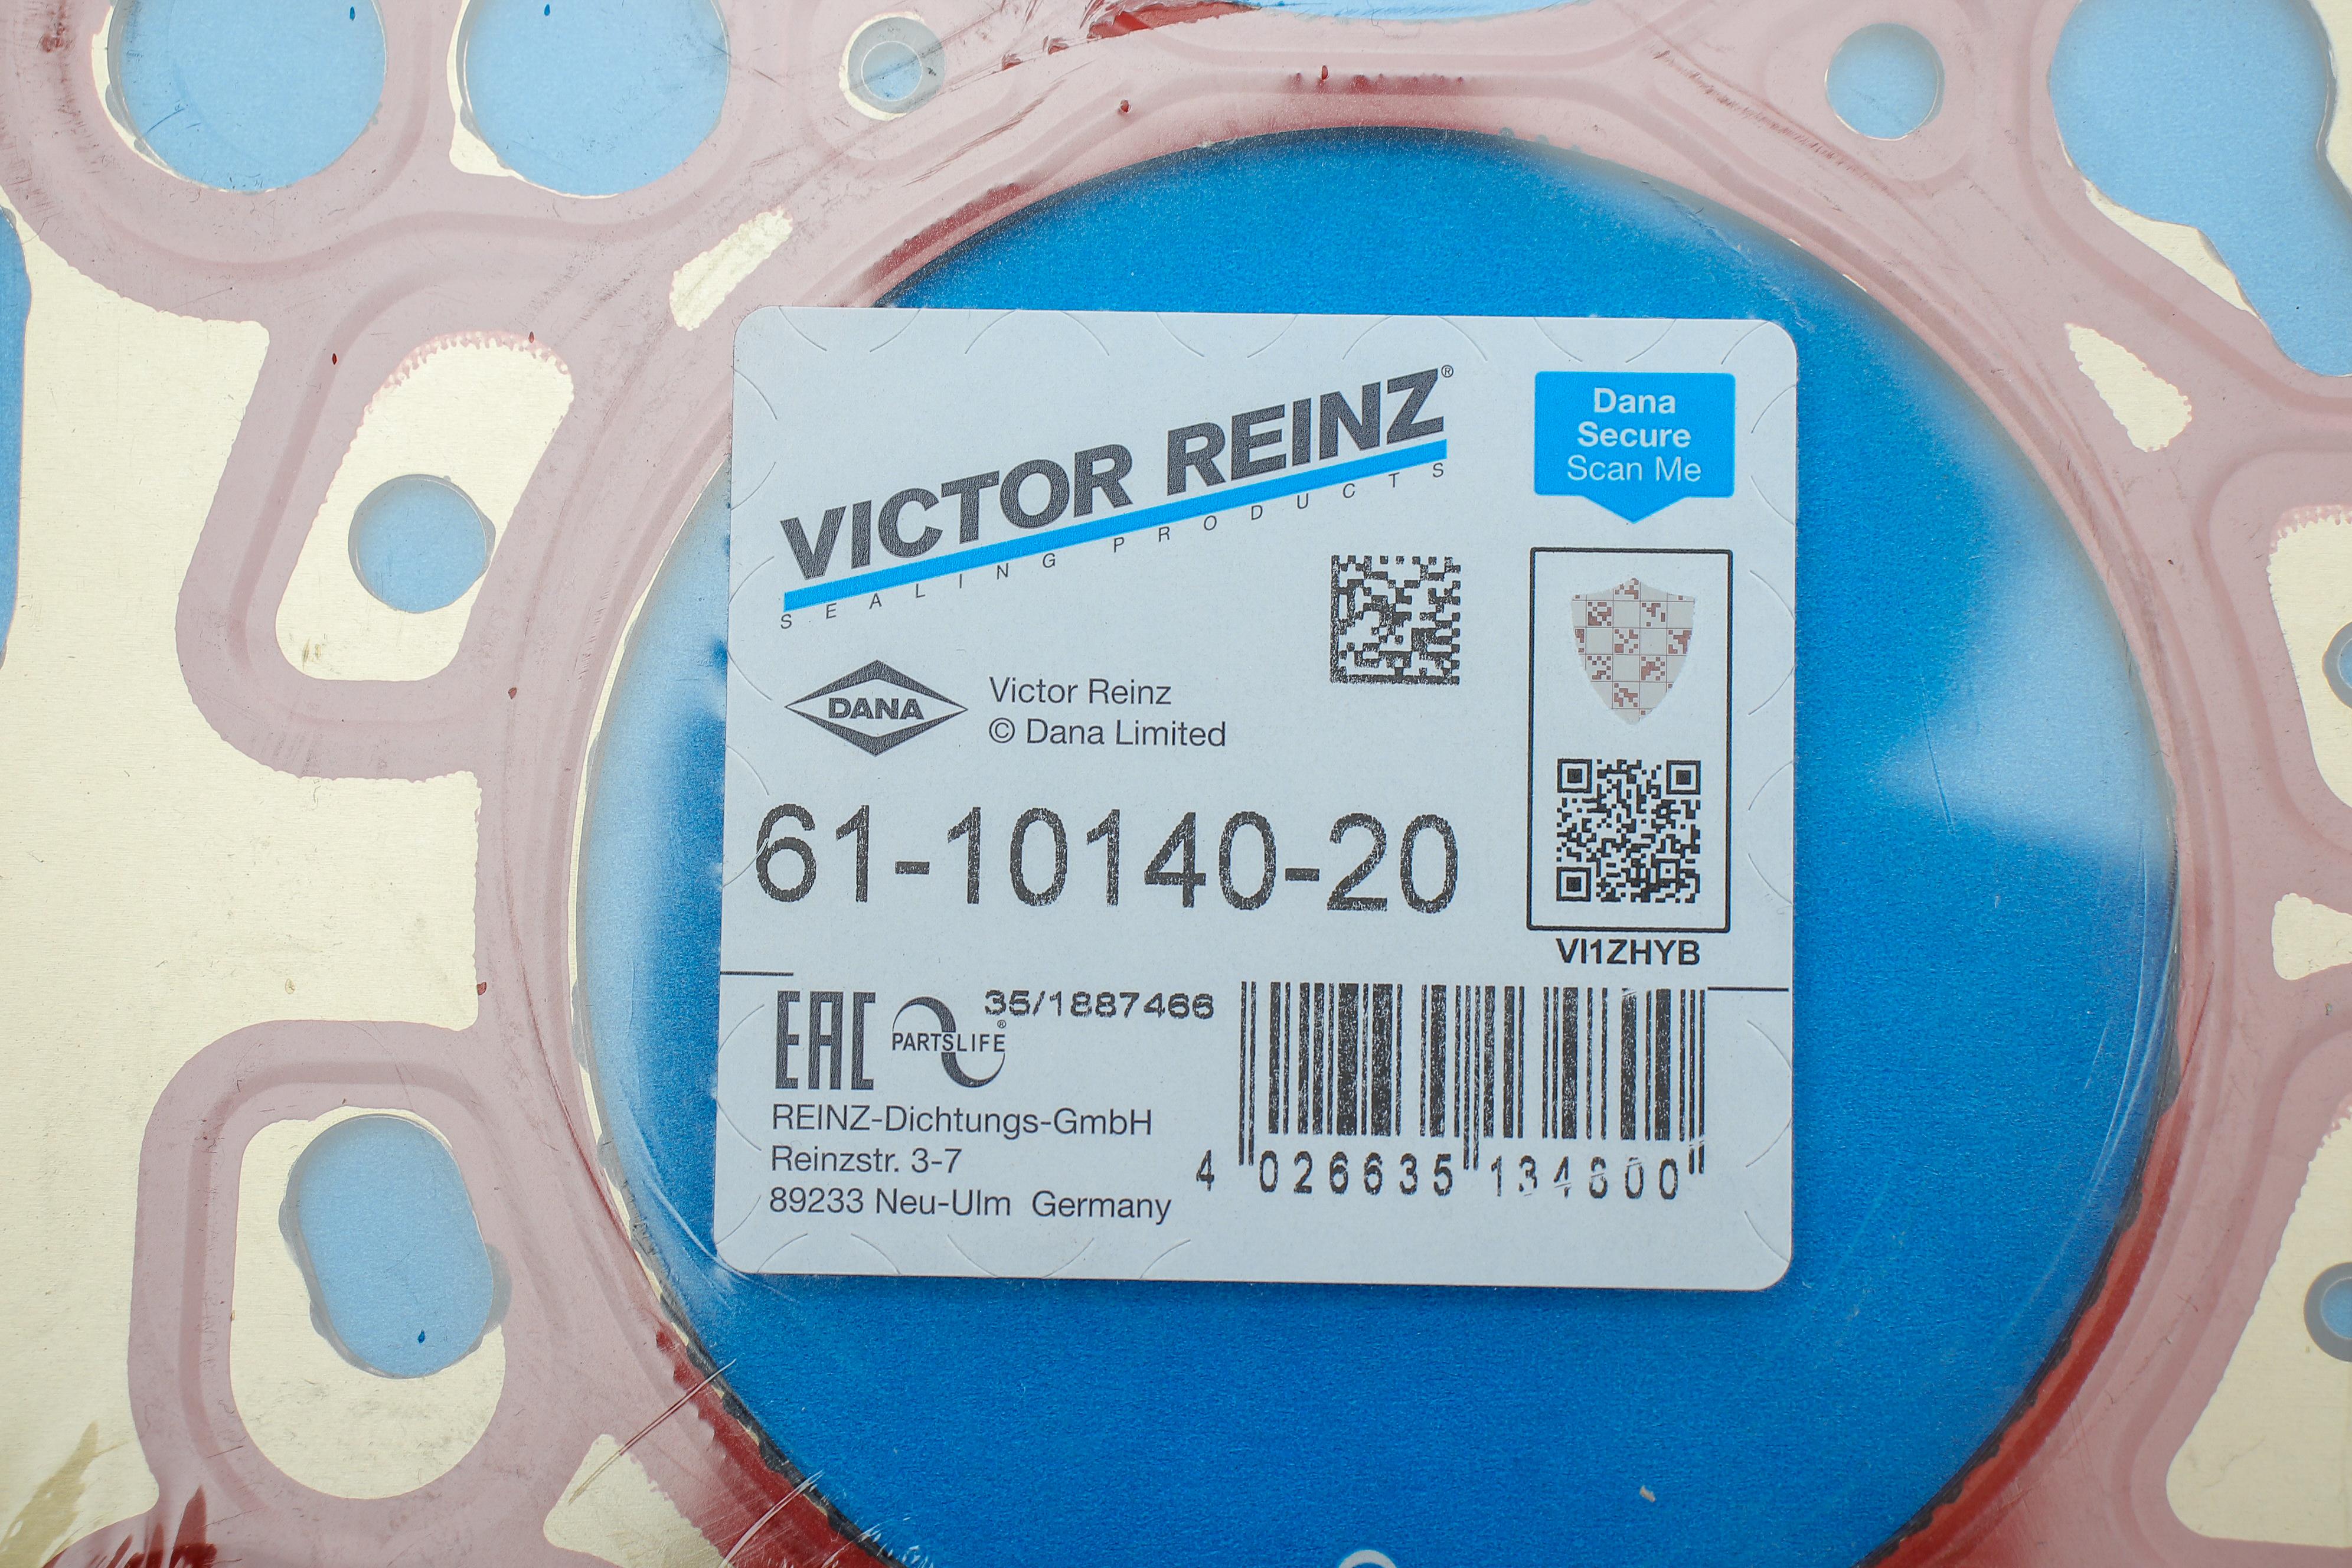 VICTOR REINZ®
SEALING PRODUCTS
Dana
Secure
Scan Me
DANA
Victor Reinz
© Dana Limited
61-10140-20
VI1ZHYB
EAC
PARTSLIFE®
35/1887466
REINZ-Dichtungs-GmbH
Reinzstr. 3-7
89233 Neu-Ulm Germany
4 026635 134800